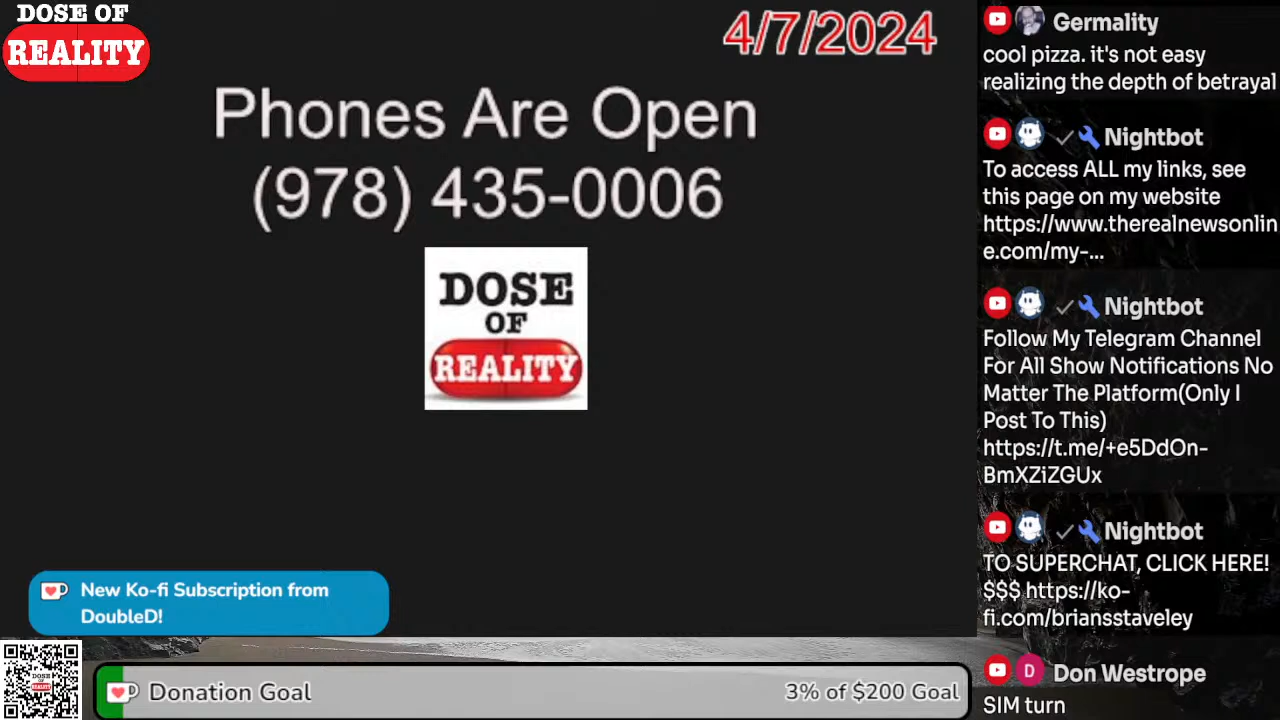 DOSE OF
REALITY
4/7/2024
Phones Are Open
(978) 435-0006
DOSE
OF
REALITY
New Ko-fi Subscription from
DoubleD!
Donation Goal
3% of $200 Goal
Germality
cool pizza. it's not easy
realizing the depth of betrayal
Nightbot
To access ALL my links, see
this page on my website
https://www.therealnewsonlin
e.com/my-...
Nightbot
Follow My Telegram Channel
For All Show Notifications No
Matter The Platform(Only I
Post To This)
https://t.me/+e5DdOn-
BmXZiZGUx
Nightbot
TO SUPERCHAT, CLICK HERE!
$$$ https://ko-
fi.com/briansstaveley
D Don Westrope
SIM turn